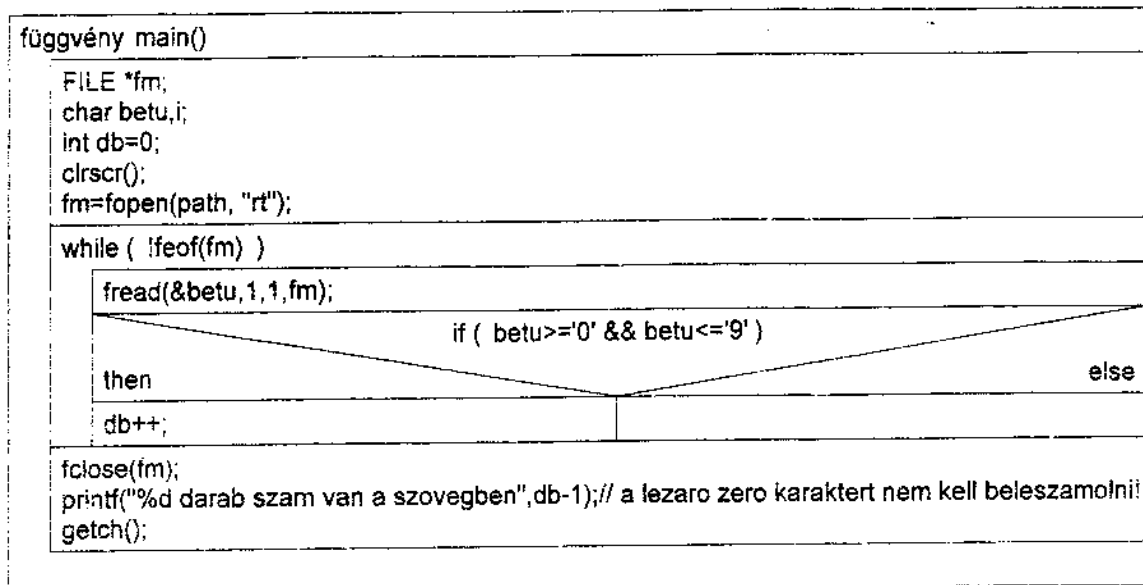 függvény main()
FILE *fm;
char betu,i;
int db=0;
clrscr();
fm=fopen(path, "rt");
while ( !feof(fm) )
fread(&betu,1,1,fm);
if ( betu>='0' && betu<='9' )
then else
db++;
fclose(fm);
printf("%d darab szam van a szovegben",db-1);// a lezaro zero karaktert nem kell beleszamolni!
getch();